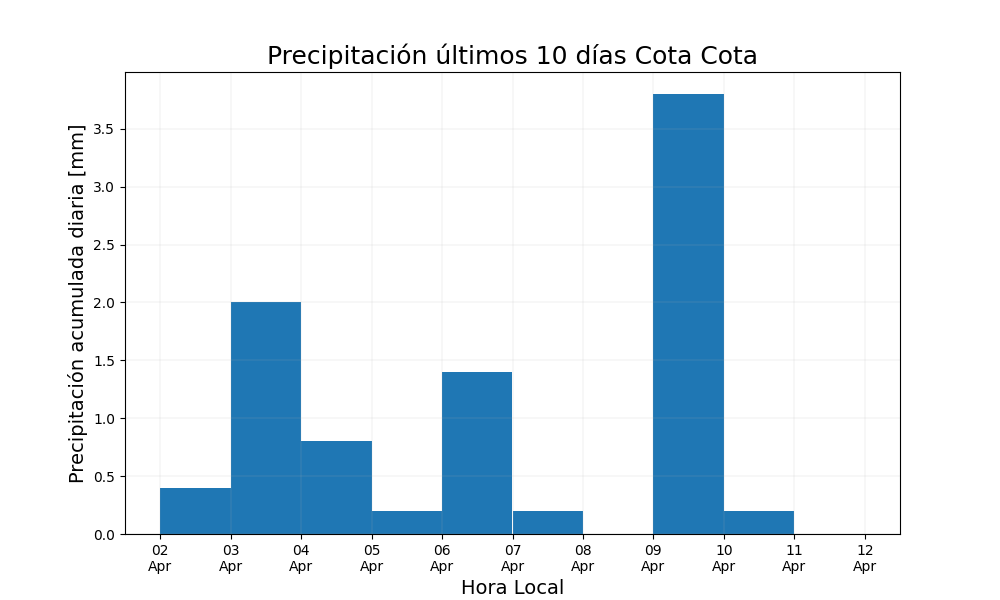 Precipitación últimos 10 días Cota Cota
Precipitación acumulada diaria [mm]
3.5
3.0
2.5
2.0
1.5
1.0
0.5
0.0
02 03 04 05 06 07 08 09 10 11 12
Apr Apr Apr Apr Apr Apr Apr Apr Apr Apr Apr
Hora Local